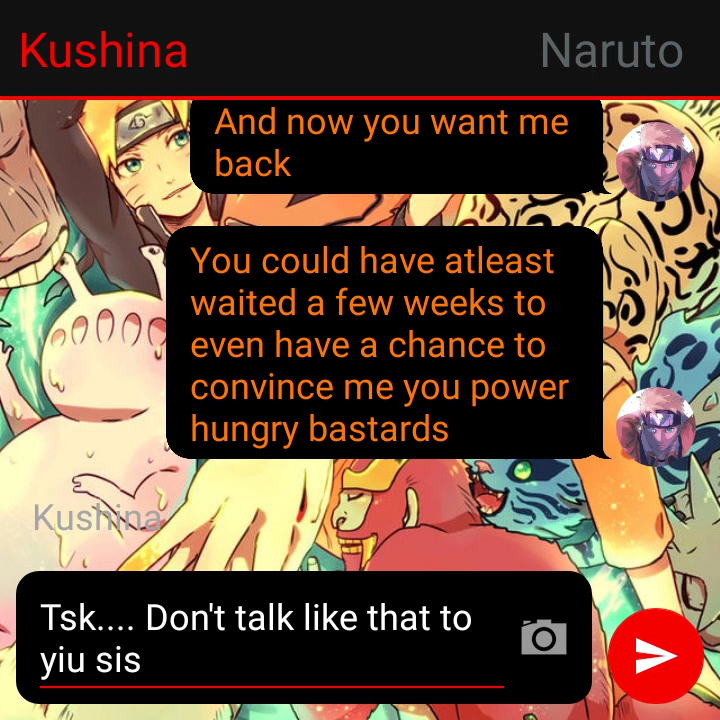 Kushina
Naruto
And now you want me
back
You could have atleast
waited a few weeks to
even have a chance to
convince me you power
hungry bastards
Kushina
Tsk.... Don't talk like that to
yiu sis